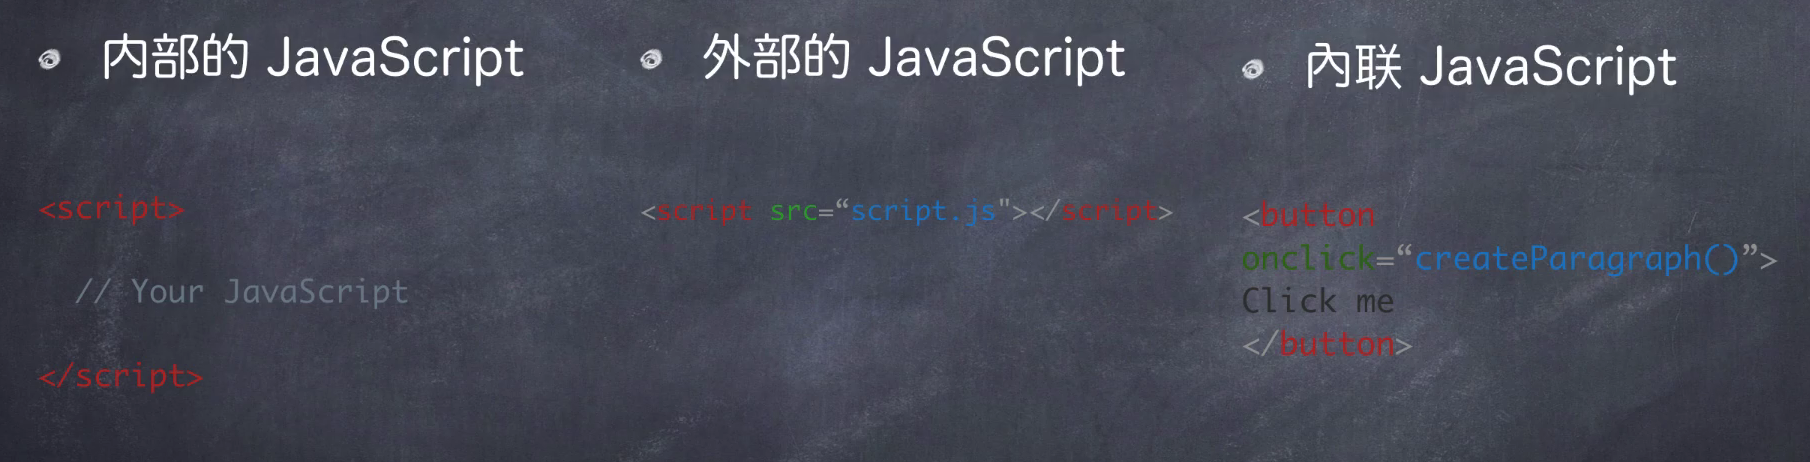 内部的 JavaScript
<script>
// Your JavaScript
</script>
外部的 JavaScript
<script src=“script.js"></script>
內联 JavaScript
<button
onclick=“createParagraph()”>
Click me
</button>